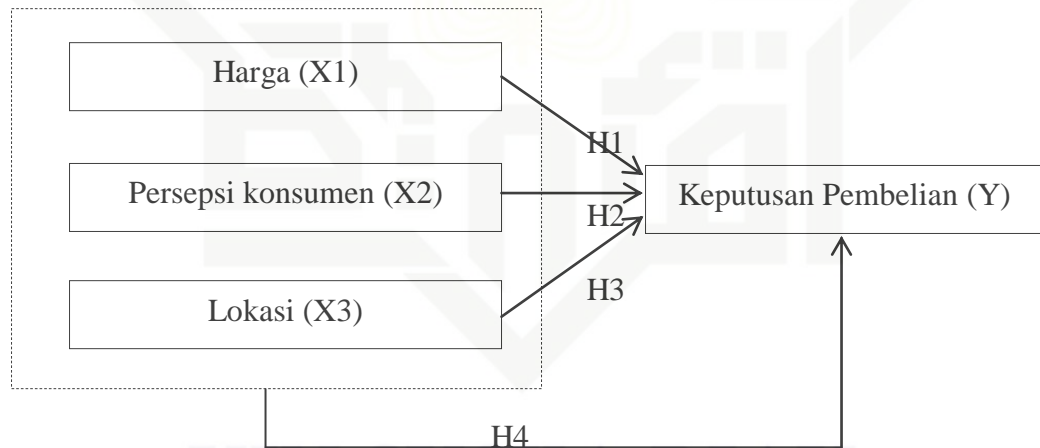 Harga (X1)
H1
Persepsi konsumen (X2)
Keputusan Pembelian (Y)
H2
Lokasi (X3)
H3
H4